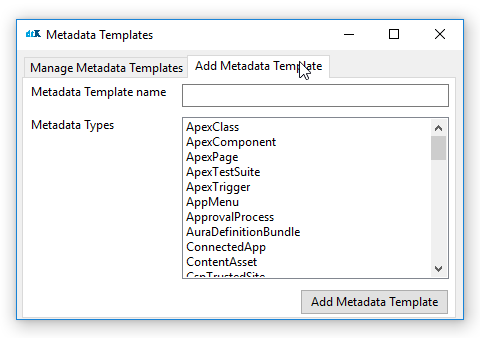 dtK Metadata Templates
Manage Metadata Templates Add Metadata Template
Metadata Template name
Metadata Types
ApexClass
ApexComponent
ApexPage
ApexTestSuite
ApexTrigger
AppMenu
ApprovalProcess
AuraDefinitionBundle
ConnectedApp
ContentAsset
CspTrustedSite
Add Metadata Template